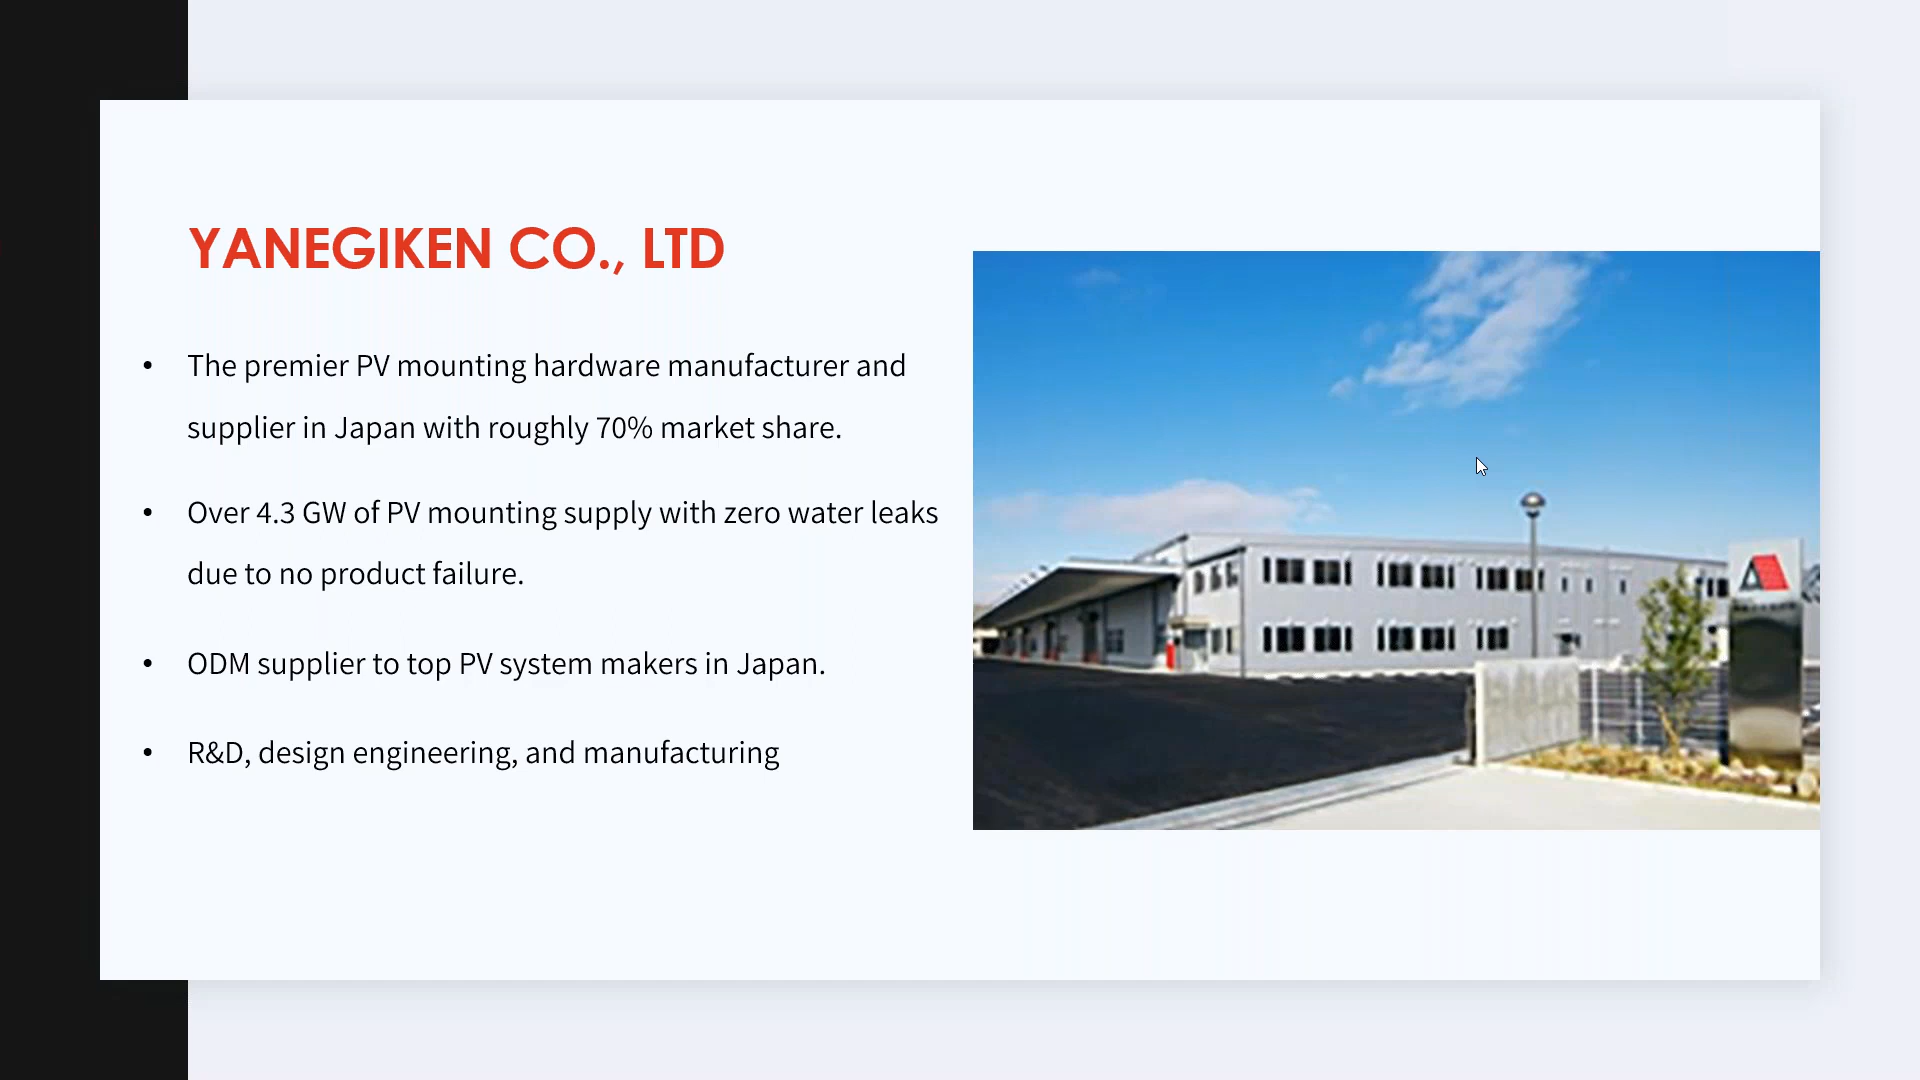 YANEGIKEN CO., LTD
• The premier PV mounting hardware manufacturer and
supplier in Japan with roughly 70% market share.
• Over 4.3 GW of PV mounting supply with zero water leaks
due to no product failure.
• ODM supplier to top PV system makers in Japan.
• R&D, design engineering, and manufacturing